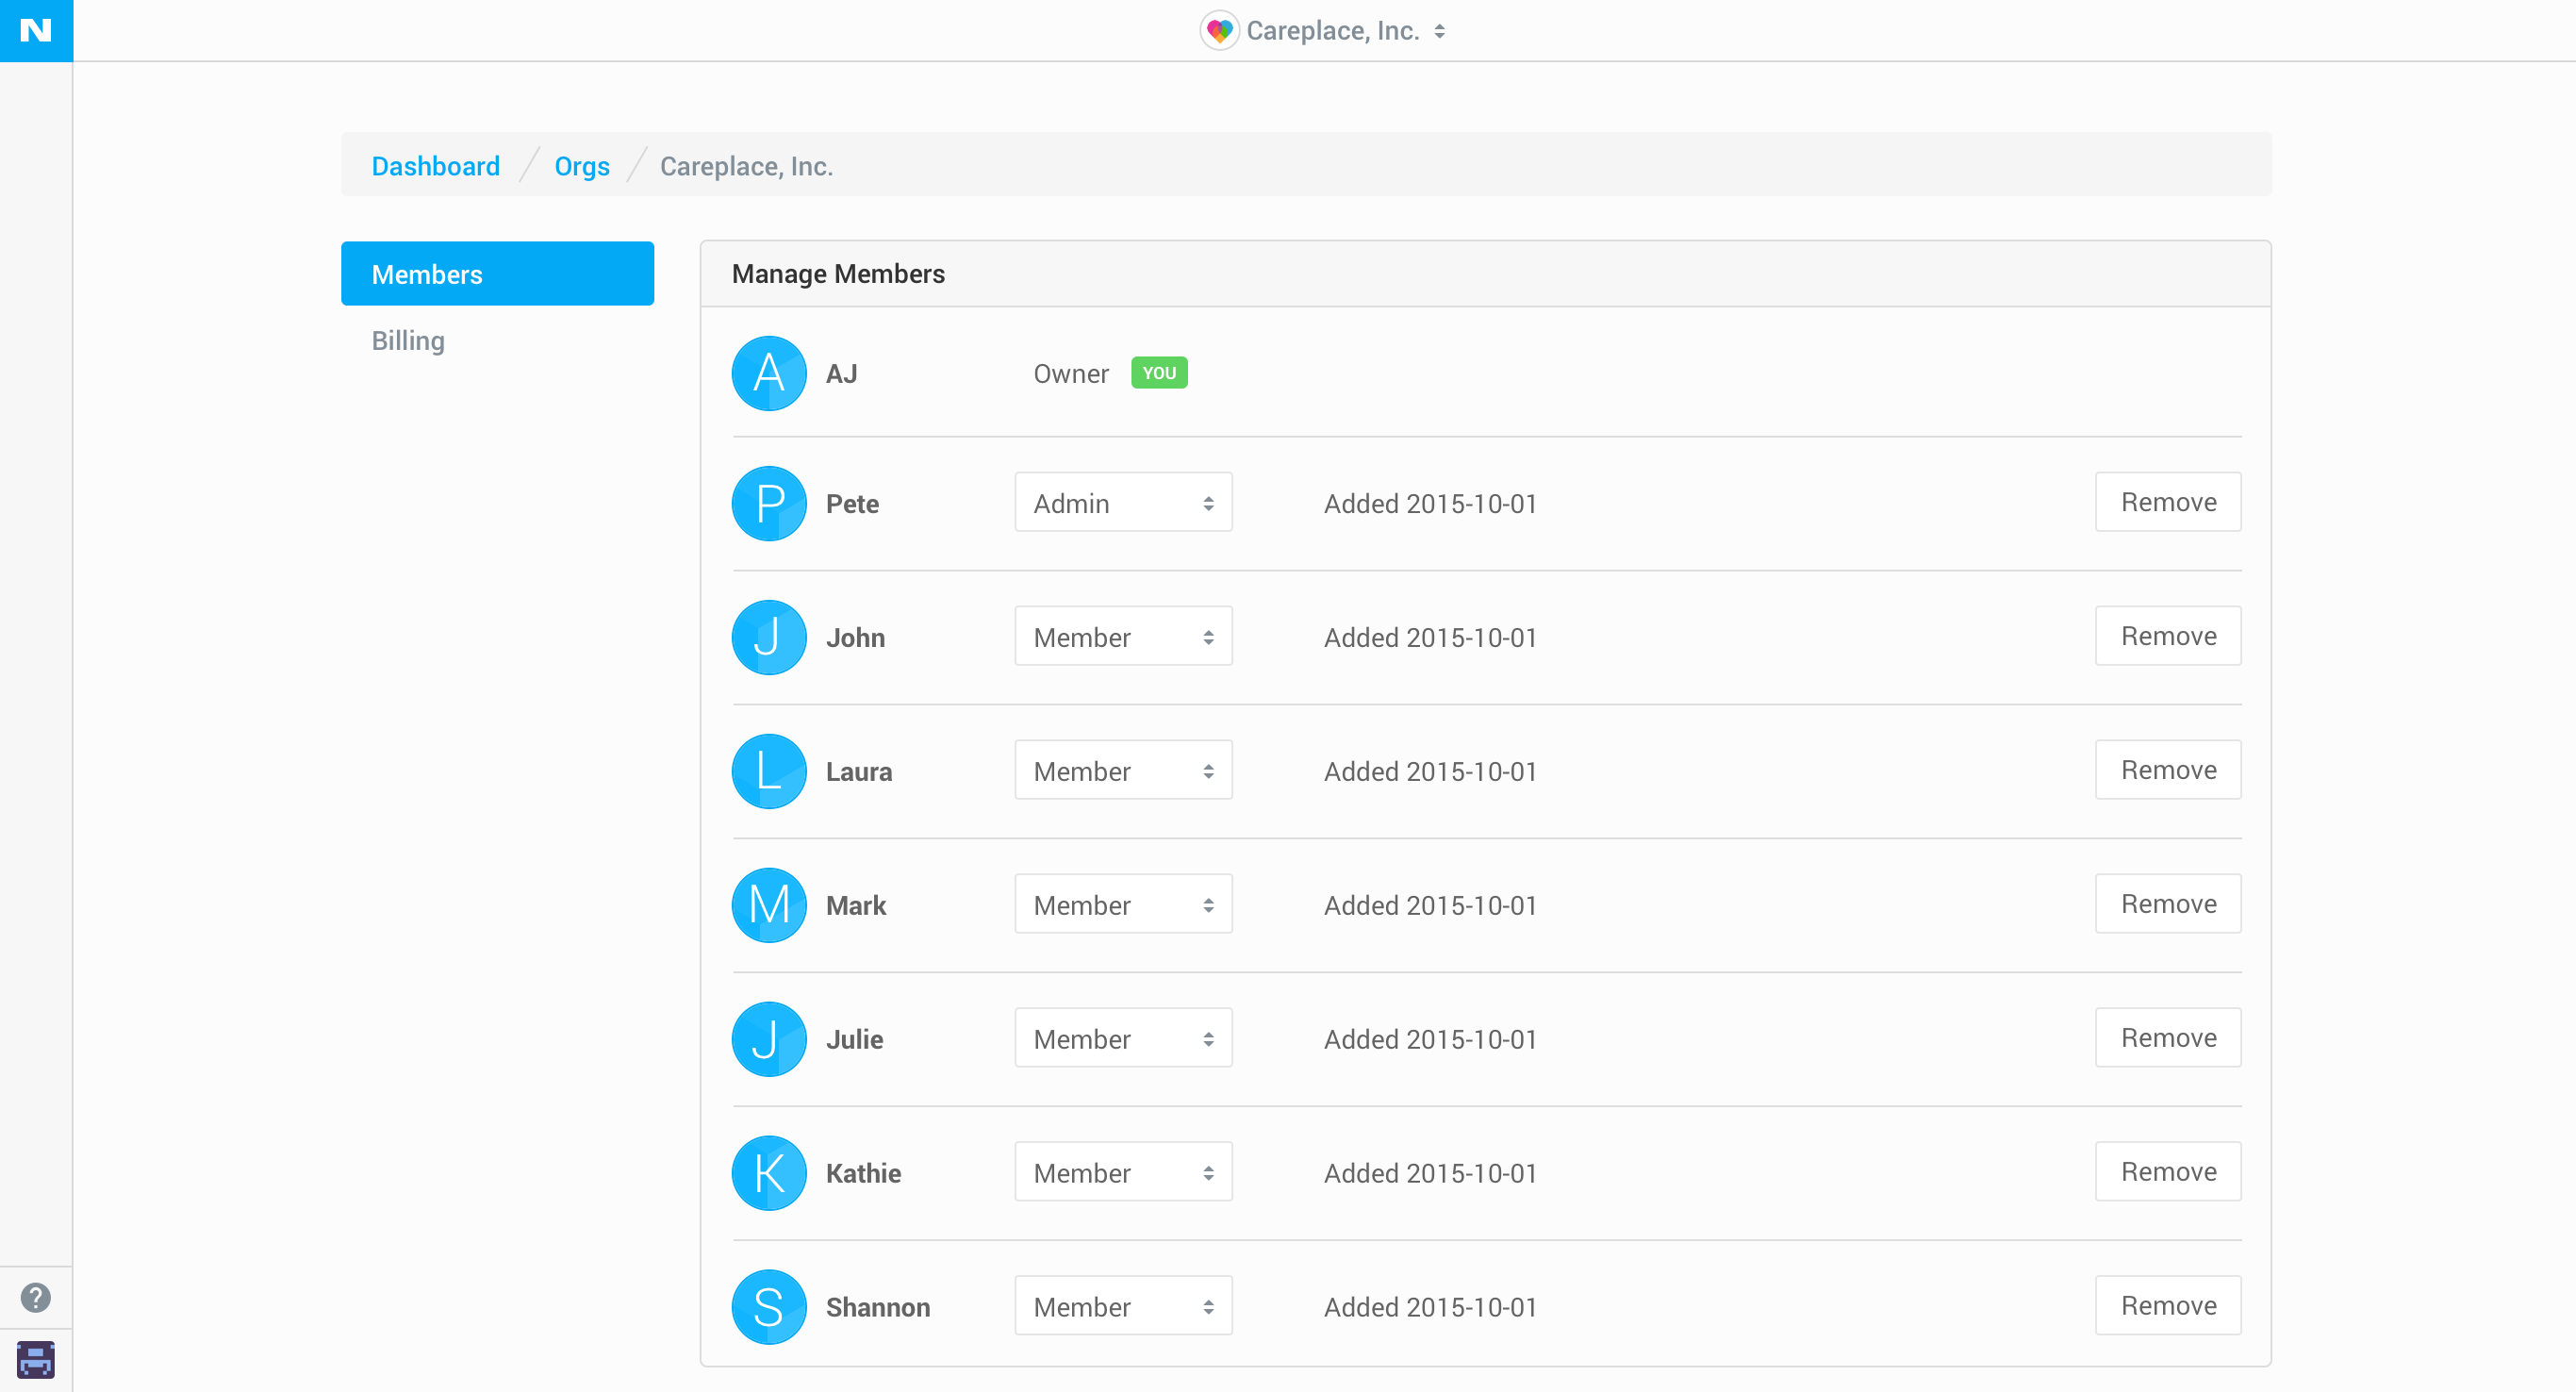 N
Careplace, Inc.
Dashboard / Orgs / Careplace, Inc.
Members
Billing
Manage Members
A AJ Owner YOU
P Pete Admin Added 2015-10-01 Remove
J John Member Added 2015-10-01 Remove
L Laura Member Added 2015-10-01 Remove
M Mark Member Added 2015-10-01 Remove
J Julie Member Added 2015-10-01 Remove
K Kathie Member Added 2015-10-01 Remove
S Shannon Member Added 2015-10-01 Remove
?